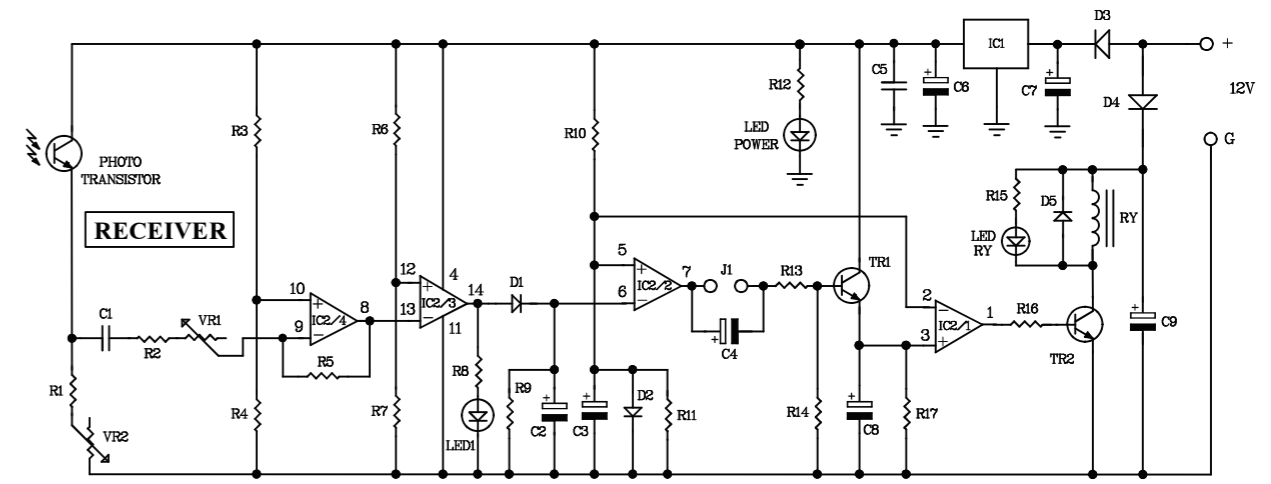 D3
+
IC1
C5
C6
C7
12V
R12
D4
LED
POWER
G
R3
R6
R10
PHOTO
TRANSISTOR
R15
D5
RY
LED
RY
RECEIVER
5
7
J1
R13
TR1
12
4
IC2/2
6
D1
14
10
IC2/3
8
13
2
1
R16
C1
VR1
9
IC2/4
11
IC2/1
C9
3
R2
C4
TR2
R5
R8
R9
D2
R1
R4
R7
C2
C3
R11
R14
C8
R17
VR2
LED1